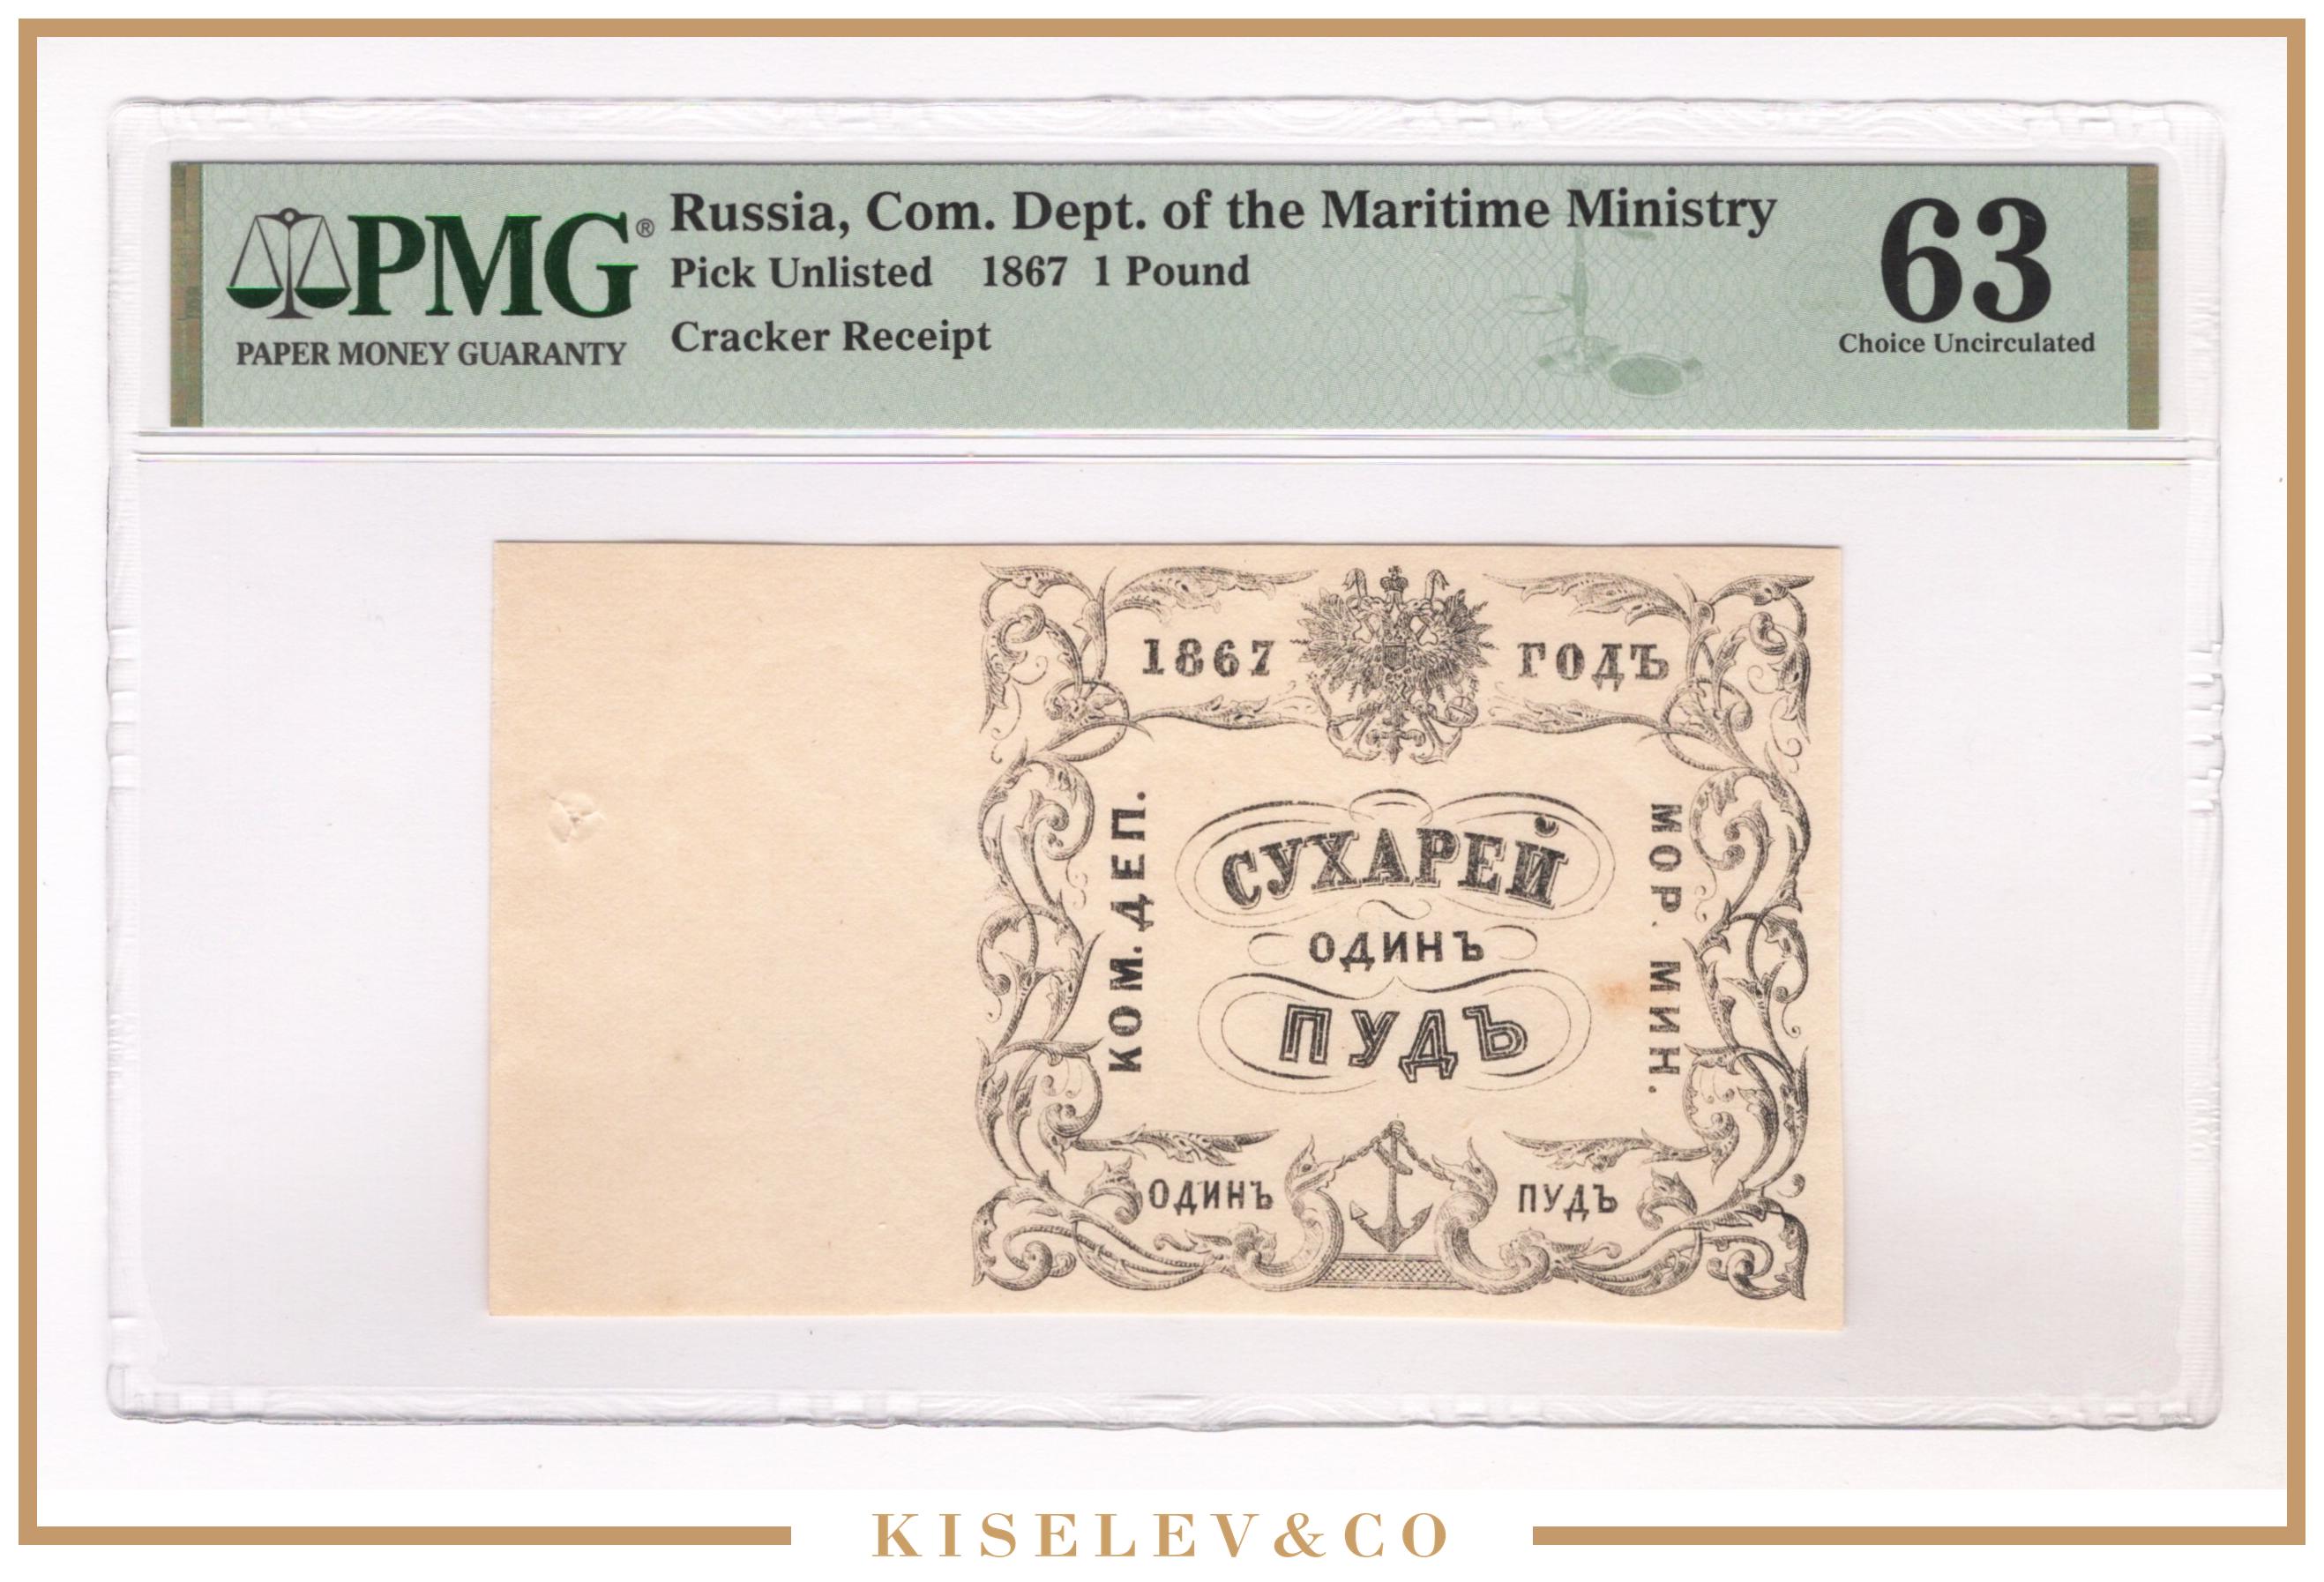 PMG®
PAPER MONEY GUARANTY
Russia, Com. Dept. of the Maritime Ministry
Pick Unlisted 1867 1 Pound
Cracker Receipt
63
Choice Uncirculated
1867 ГОДЪ
КОМ. ДЕП.
СУХАРЕЙ
ОДИНЪ
ПУДЪ
МОР. МИН.
ОДИНЪ ПУДЪ
KISELEV&CO